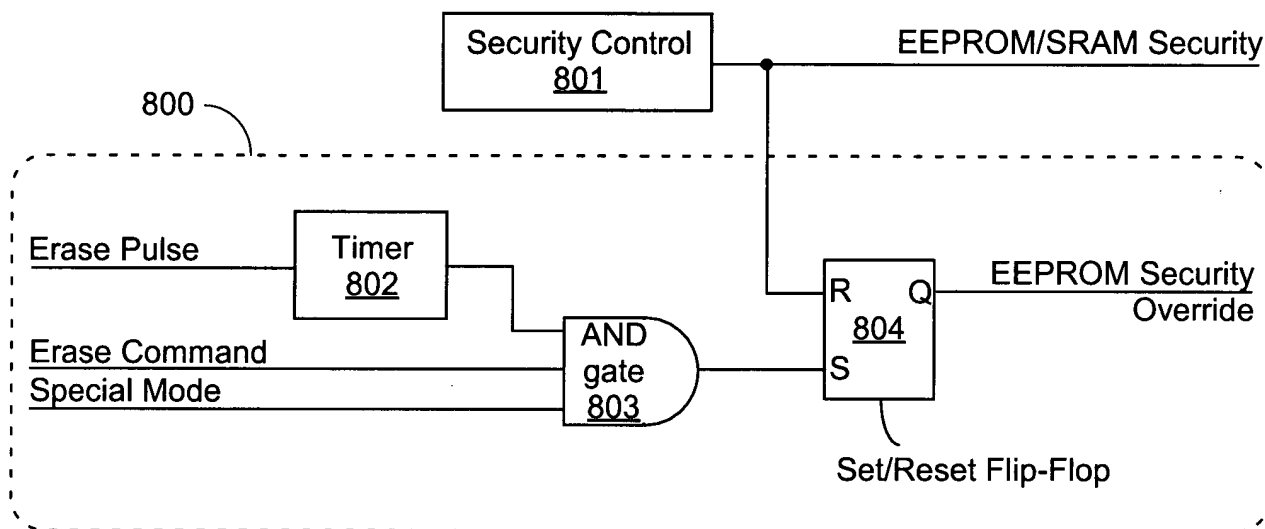 Security Control
801
EEPROM/SRAM Security
800
Erase Pulse
Timer
802
R
Q
EEPROM Security
Override
804
AND
gate
803
Erase Command
Special Mode
S
Set/Reset Flip-Flop